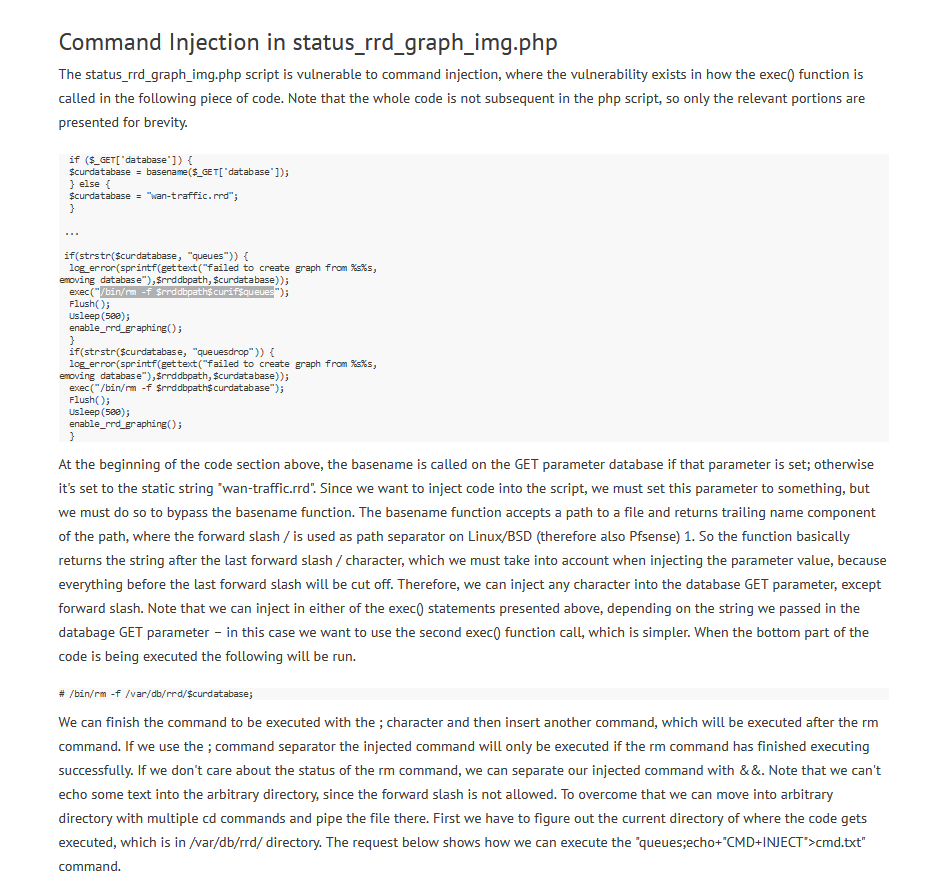 Command Injection in status_rrd_graph_img.php
The status_rrd_graph_img.php script is vulnerable to command injection, where the vulnerability exists in how the exec() function is
called in the following piece of code. Note that the whole code is not subsequent in the php script, so only the relevant portions are
presented for brevity.
if ($_GET['database']) {
$curdatabase = basename($_GET['database']);
} else {
$curdatabase = "wan-traffic.rrd";
}
...
if(strstr($curdatabase, "queues")) {
log_error(sprintf(gettext("failed to create graph from %s%s,
emoving database"),$rrddbpath,$curdatabase));
exec("/bin/rm -f $rrddbpath$curif$queues");
Flush();
Usleep(500);
enable_rrd_graphing();
}
if(strstr($curdatabase, "queuesdrop")) {
log_error(sprintf(gettext("failed to create graph from %s%s,
emoving database"),$rrddbpath,$curdatabase));
exec("/bin/rm -f $rrddbpath$curdatabase");
Flush();
Usleep(500);
enable_rrd_graphing();
}
At the beginning of the code section above, the basename is called on the GET parameter database if that parameter is set; otherwise
it's set to the static string "wan-traffic.rrd". Since we want to inject code into the script, we must set this parameter to something, but
we must do so to bypass the basename function. The basename function accepts a path to a file and returns trailing name component
of the path, where the forward slash / is used as path separator on Linux/BSD (therefore also Pfsense) 1. So the function basically
returns the string after the last forward slash / character, which we must take into account when injecting the parameter value, because
everything before the last forward slash will be cut off. Therefore, we can inject any character into the database GET parameter, except
forward slash. Note that we can inject in either of the exec() statements presented above, depending on the string we passed in the
databage GET parameter – in this case we want to use the second exec() function call, which is simpler. When the bottom part of the
code is being executed the following will be run.
# /bin/rm -f /var/db/rrd/$curdatabase;
We can finish the command to be executed with the ; character and then insert another command, which will be executed after the rm
command. If we use the ; command separator the injected command will only be executed if the rm command has finished executing
successfully. If we don't care about the status of the rm command, we can separate our injected command with &&. Note that we can't
echo some text into the arbitrary directory, since the forward slash is not allowed. To overcome that we can move into arbitrary
directory with multiple cd commands and pipe the file there. First we have to figure out the current directory of where the code gets
executed, which is in /var/db/rrd/ directory. The request below shows how we can execute the "queues;echo+"CMD+INJECT">cmd.txt"
command.